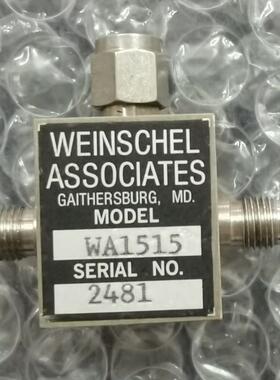 WEINSCHEL
ASSOCIATES
GAITHERSBURG, MD.
MODEL
WA1515
SERIAL NO.
2481